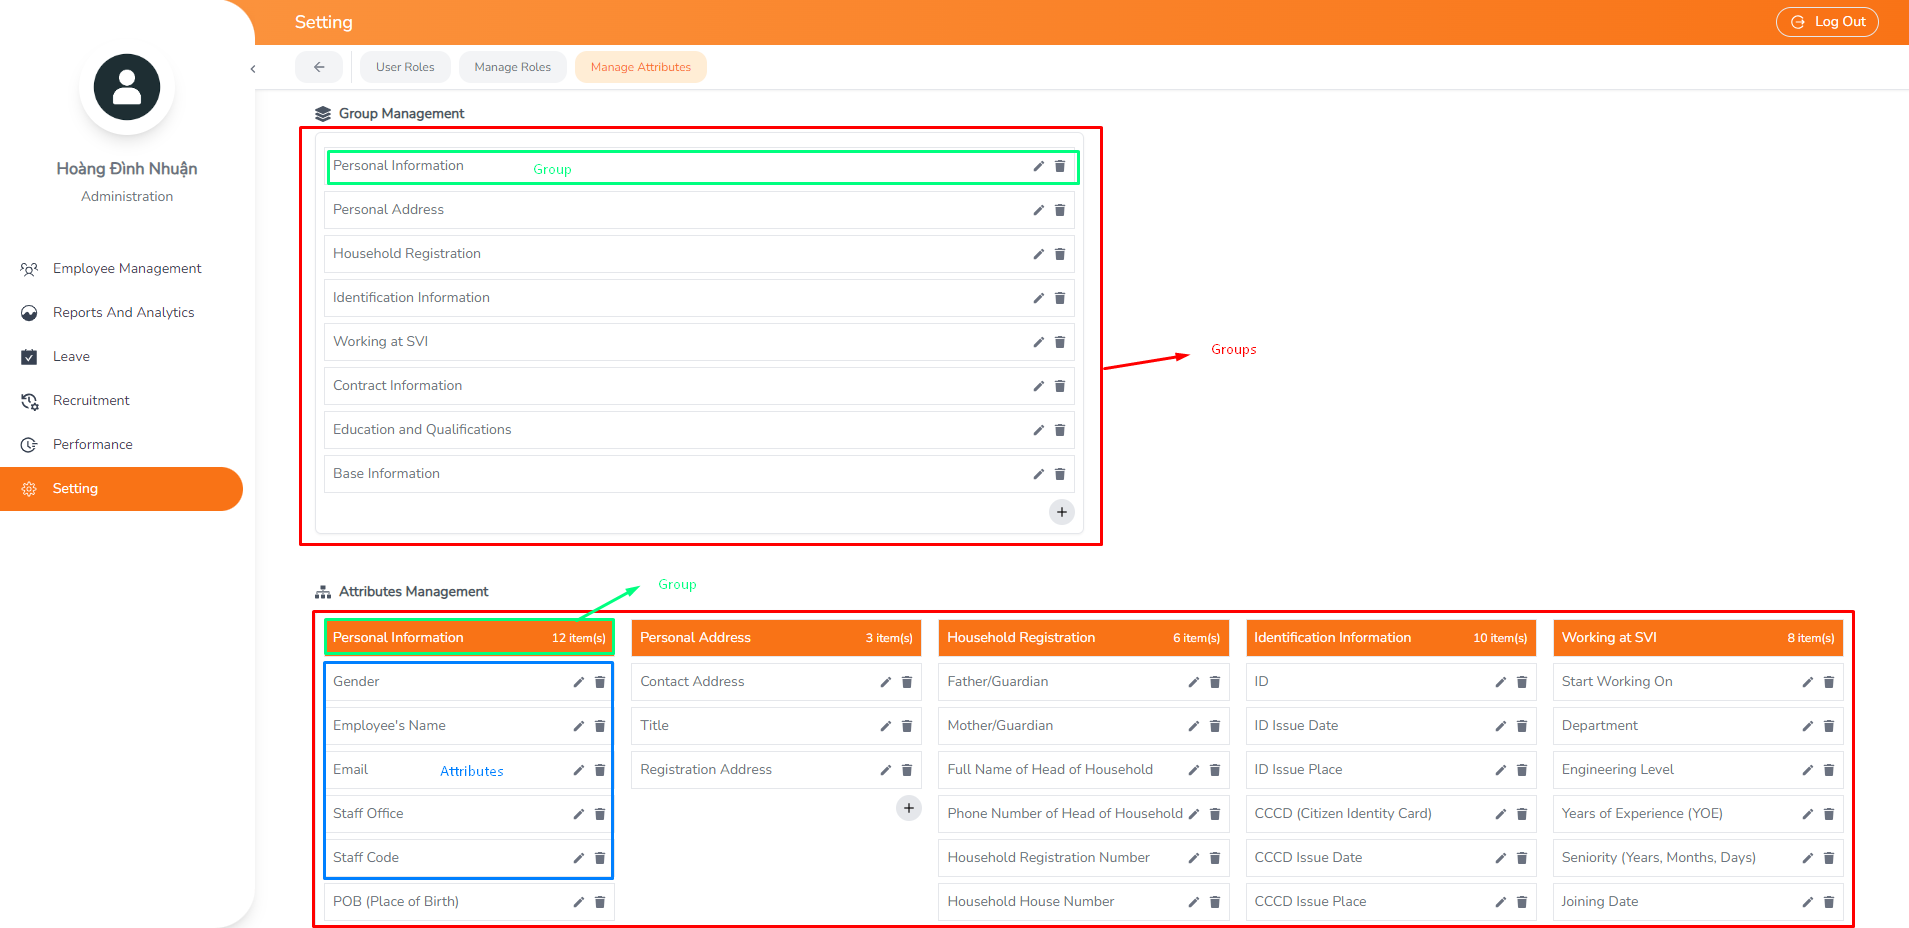 Setting
Log Out
User Roles
Manage Roles
Manage Attributes
Hoàng Đình Nhuận
Administration
Employee Management
Reports And Analytics
Leave
Recruitment
Performance
Setting
Group Management
Personal Information
Group
Personal Address
Household Registration
Identification Information
Working at SVI
Contract Information
Education and Qualifications
Base Information
+
Groups
Attributes Management
Group
Personal Information 12 item(s)
Gender
Employee's Name
Email
Attributes
Staff Office
Staff Code
POB (Place of Birth)
Personal Address 3 item(s)
Contact Address
Title
Registration Address
+
Household Registration 6 item(s)
Father/Guardian
Mother/Guardian
Full Name of Head of Household
Phone Number of Head of Household
Household Registration Number
Household House Number
Identification Information 10 item(s)
ID
ID Issue Date
ID Issue Place
CCCD (Citizen Identity Card)
CCCD Issue Date
CCCD Issue Place
Working at SVI 8 item(s)
Start Working On
Department
Engineering Level
Years of Experience (YOE)
Seniority (Years, Months, Days)
Joining Date